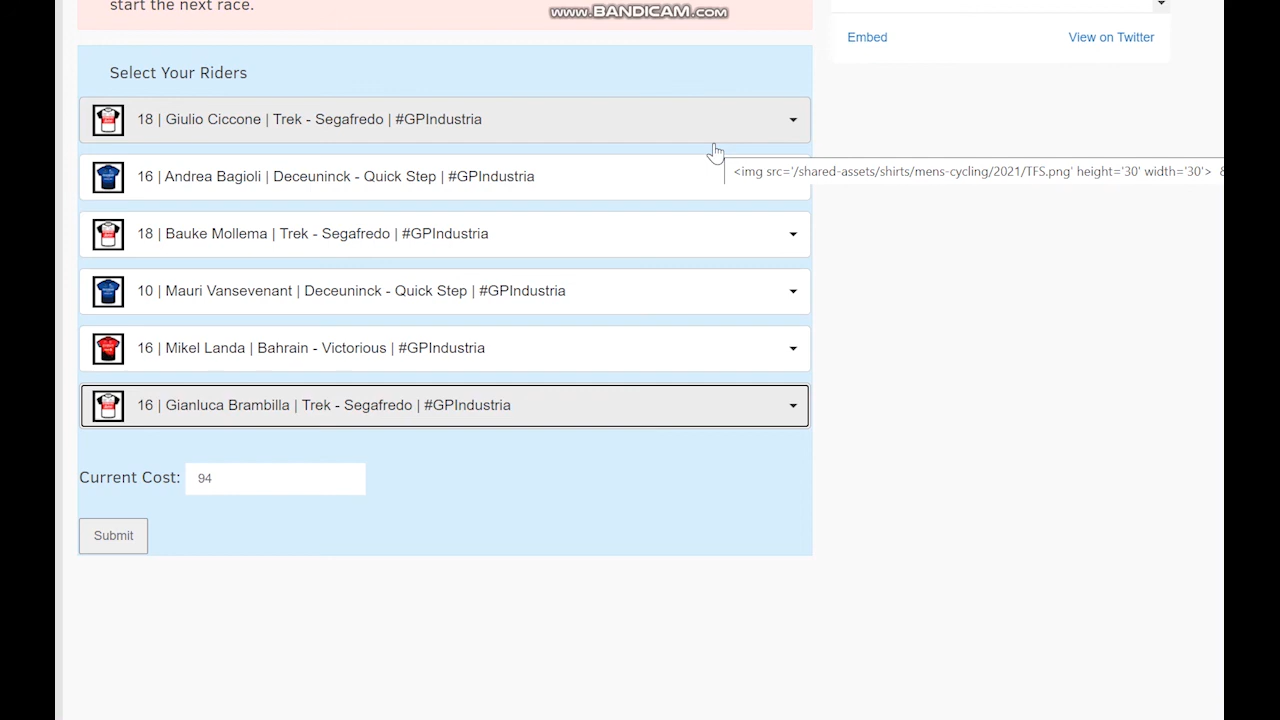 start the next race.
www.BANDICAM.com
Embed
View on Twitter
Select Your Riders
18 | Giulio Ciccone | Trek - Segafredo | #GPIndustria
<img src='/shared-assets/shirts/mens-cycling/2021/TFS.png' height='30' width='30'>
16 | Andrea Bagioli | Deceuninck - Quick Step | #GPIndustria
18 | Bauke Mollema | Trek - Segafredo | #GPIndustria
10 | Mauri Vansevenant | Deceuninck - Quick Step | #GPIndustria
16 | Mikel Landa | Bahrain - Victorious | #GPIndustria
16 | Gianluca Brambilla | Trek - Segafredo | #GPIndustria
Current Cost: 94
Submit